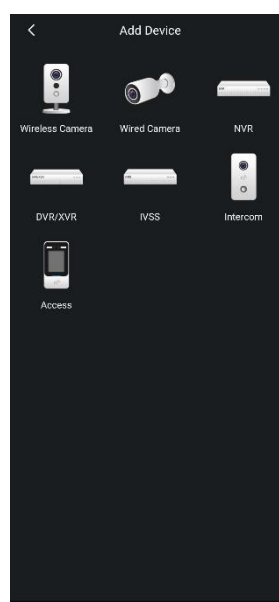 Add Device
Wireless Camera
Wired Camera
NVR
DVR/XVR
IVSS
Intercom
Access